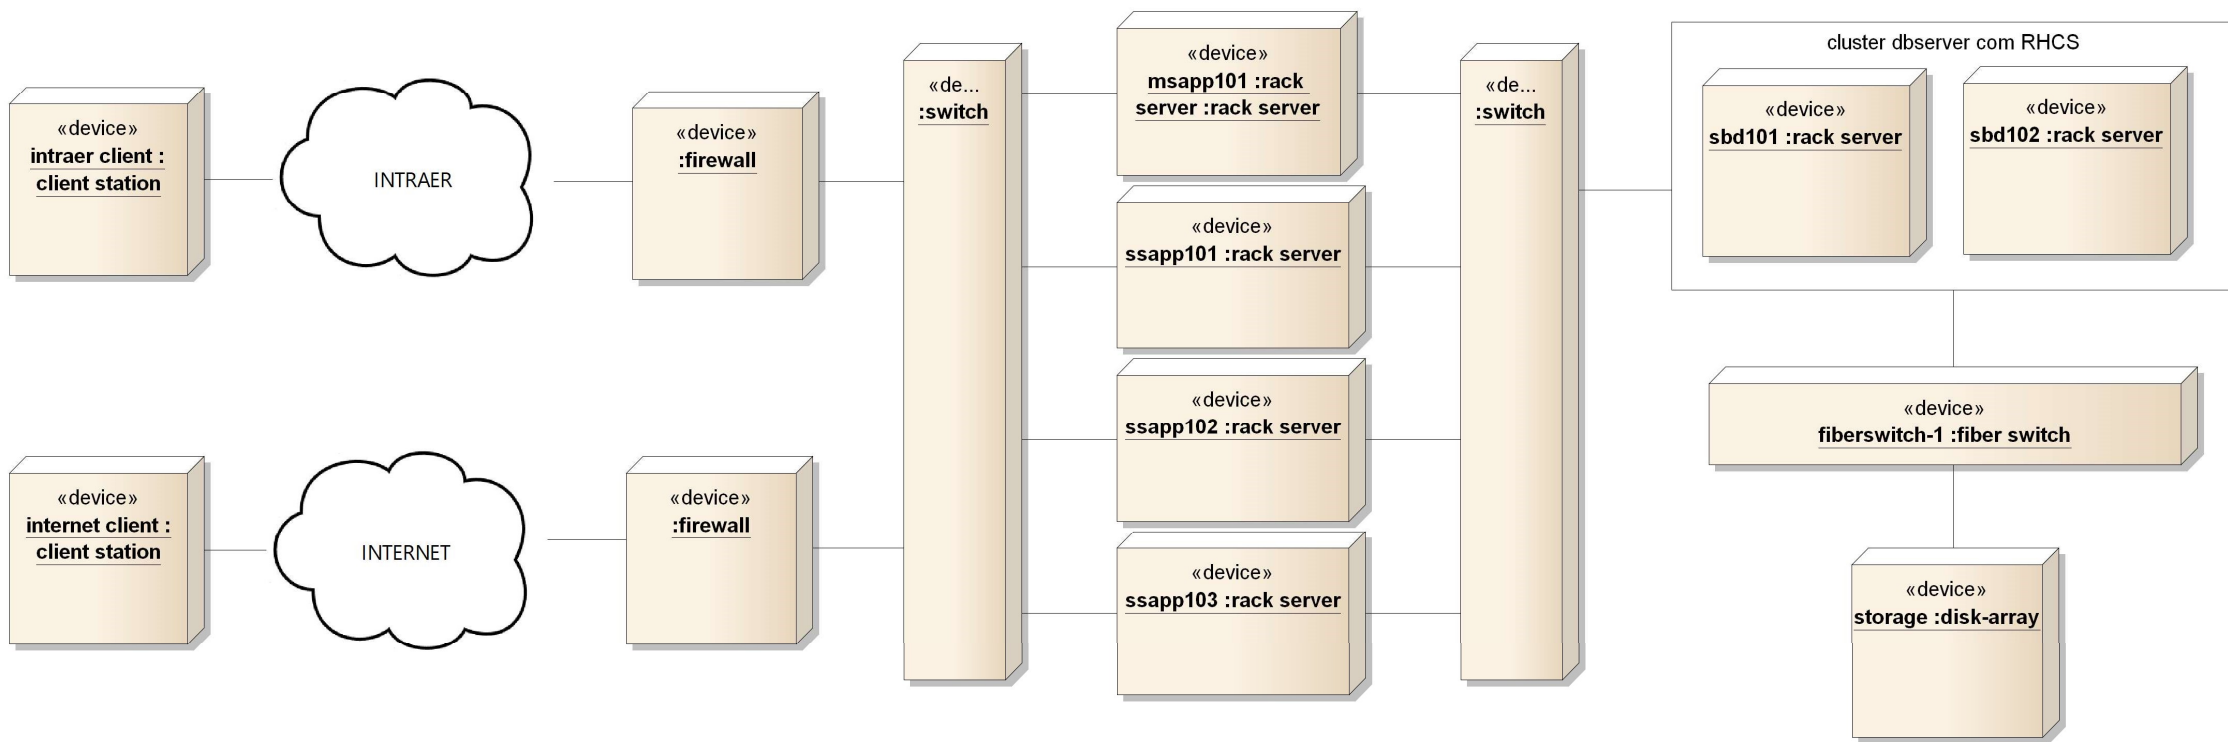 «device»
intraer client :
client station
INTRAER
«device»
:firewall
«device»
internet client :
client station
INTERNET
«device»
:firewall
«de...
:switch
«device»
msapp101 :rack
server :rack server
«device»
ssapp101 :rack server
«device»
ssapp102 :rack server
«device»
ssapp103 :rack server
«de...
:switch
cluster dbserver com RHCS
«device»
sbd101 :rack server
«device»
sbd102 :rack server
«device»
fiberswitch-1 :fiber switch
«device»
storage :disk-array